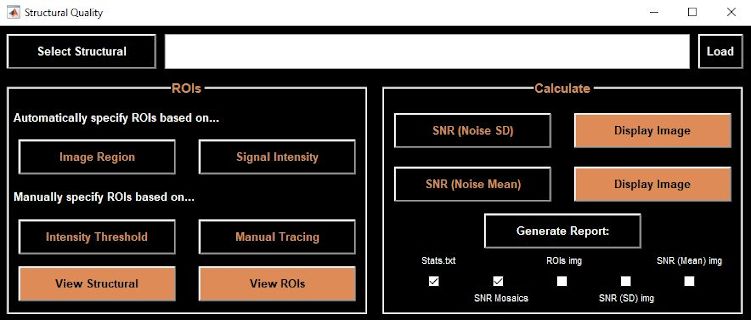 Structural Quality
Select Structural
Load
ROIs
Automatically specify ROIs based on...
Image Region
Signal Intensity
Manually specify ROIs based on...
Intensity Threshold
Manual Tracing
View Structural
View ROIs
Calculate
SNR (Noise SD)
Display Image
SNR (Noise Mean)
Display Image
Generate Report:
Stats.txt
ROIs img
SNR (Mean) img
SNR Mosaics
SNR (SD) img